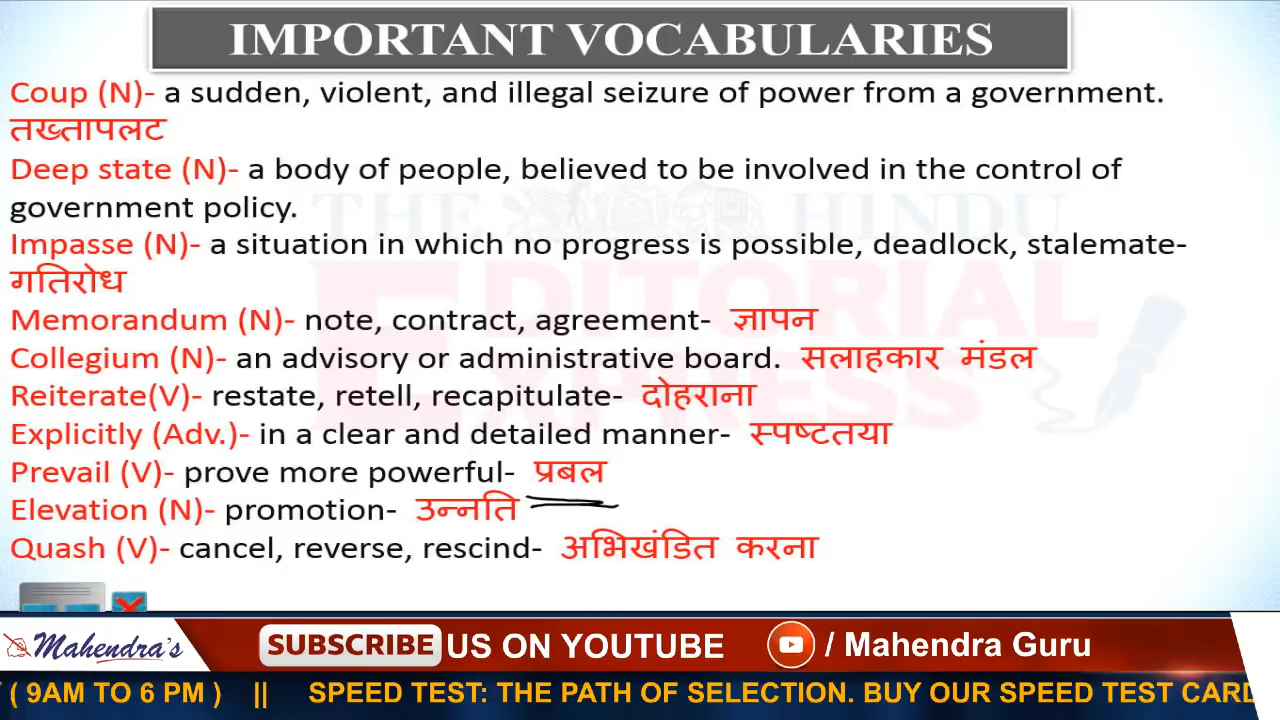 IMPORTANT VOCABULARIES
Coup (N)- a sudden, violent, and illegal seizure of power from a government.
तख्तापलट
Deep state (N)- a body of people, believed to be involved in the control of
government policy.
Impasse (N)- a situation in which no progress is possible, deadlock, stalemate-
गतिरोध
Memorandum (N)- note, contract, agreement- ज्ञापन
Collegium (N)- an advisory or administrative board. सलाहकार मंडल
Reiterate(V)- restate, retell, recapitulate- दोहराना
Explicitly (Adv.)- in a clear and detailed manner- स्पष्टतया
Prevail (V)- prove more powerful- प्रबल
Elevation (N)- promotion- उन्नति
Quash (V)- cancel, reverse, rescind- अभिखंडित करना
THE HINDU
EDITORIAL
EXPRESS
Mahendra's SUBSCRIBE US ON YOUTUBE / Mahendra Guru
( 9AM TO 6 PM ) || SPEED TEST: THE PATH OF SELECTION. BUY OUR SPEED TEST CARD